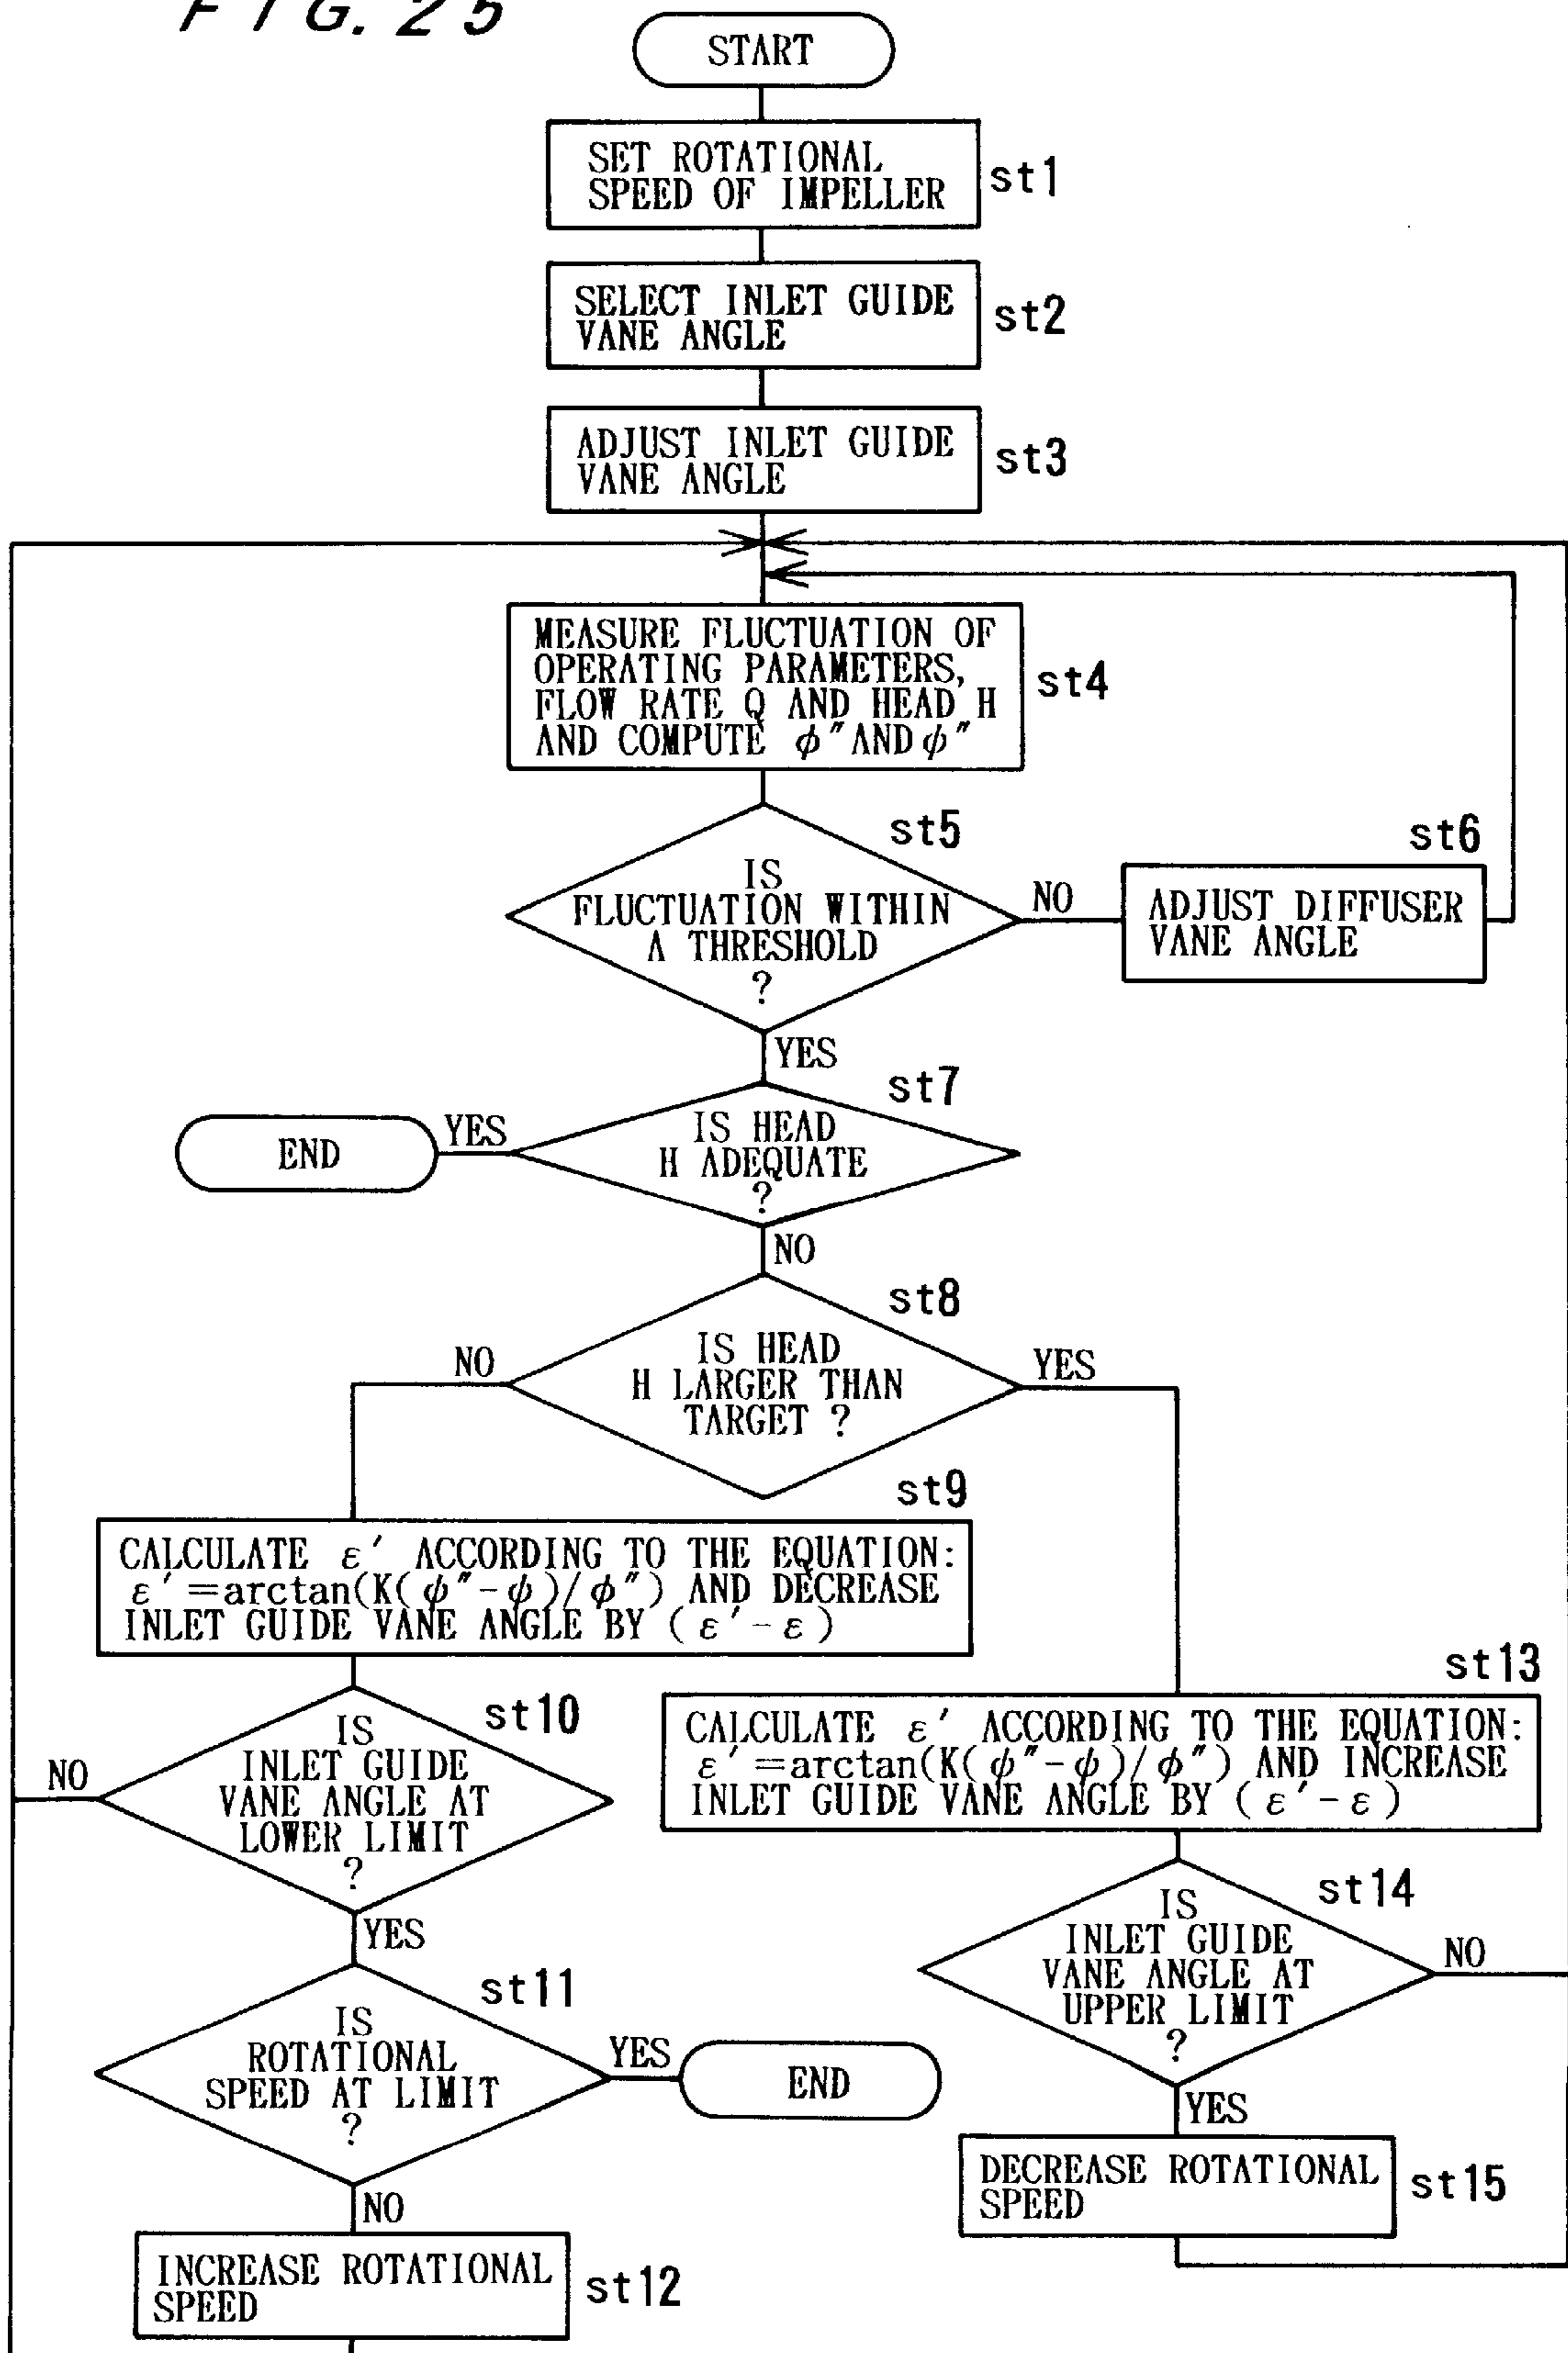 FIG. 25
START
SET ROTATIONAL
SPEED OF IMPELLER
st1
SELECT INLET GUIDE
VANE ANGLE
st2
ADJUST INLET GUIDE
VANE ANGLE
st3
MEASURE FLUCTUATION OF
OPERATING PARAMETERS,
FLOW RATE Q AND HEAD H
AND COMPUTE ϕ″ AND ψ″
st4
st5
IS
FLUCTUATION WITHIN
A THRESHOLD
?
NO
st6
ADJUST DIFFUSER
VANE ANGLE
YES
st7
IS HEAD
H ADEQUATE
?
YES
END
NO
st8
IS HEAD
H LARGER THAN
TARGET ?
NO
YES
st9
CALCULATE ε′ ACCORDING TO THE EQUATION:
ε′=arctan(K(ψ″-ψ)/ϕ″) AND DECREASE
INLET GUIDE VANE ANGLE BY (ε′-ε)
st10
IS
INLET GUIDE
VANE ANGLE AT
LOWER LIMIT
?
NO
YES
st11
IS
ROTATIONAL
SPEED AT LIMIT
?
YES
END
NO
INCREASE ROTATIONAL
SPEED
st12
st13
CALCULATE ε′ ACCORDING TO THE EQUATION:
ε′=arctan(K(ψ″-ψ)/ϕ″) AND INCREASE
INLET GUIDE VANE ANGLE BY (ε′-ε)
st14
IS
INLET GUIDE
VANE ANGLE AT
UPPER LIMIT
?
NO
YES
DECREASE ROTATIONAL
SPEED
st15